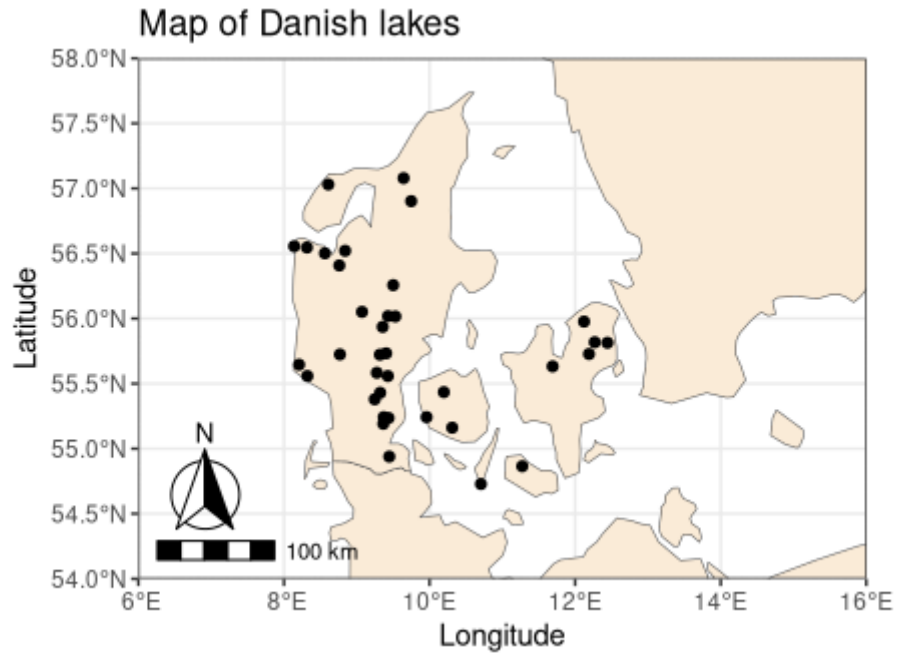 Map of Danish lakes
58.0°N
57.5°N
57.0°N
56.5°N
56.0°N
55.5°N
55.0°N
54.5°N
54.0°N
Latitude
N
100 km
6°E 8°E 10°E 12°E 14°E 16°E
Longitude